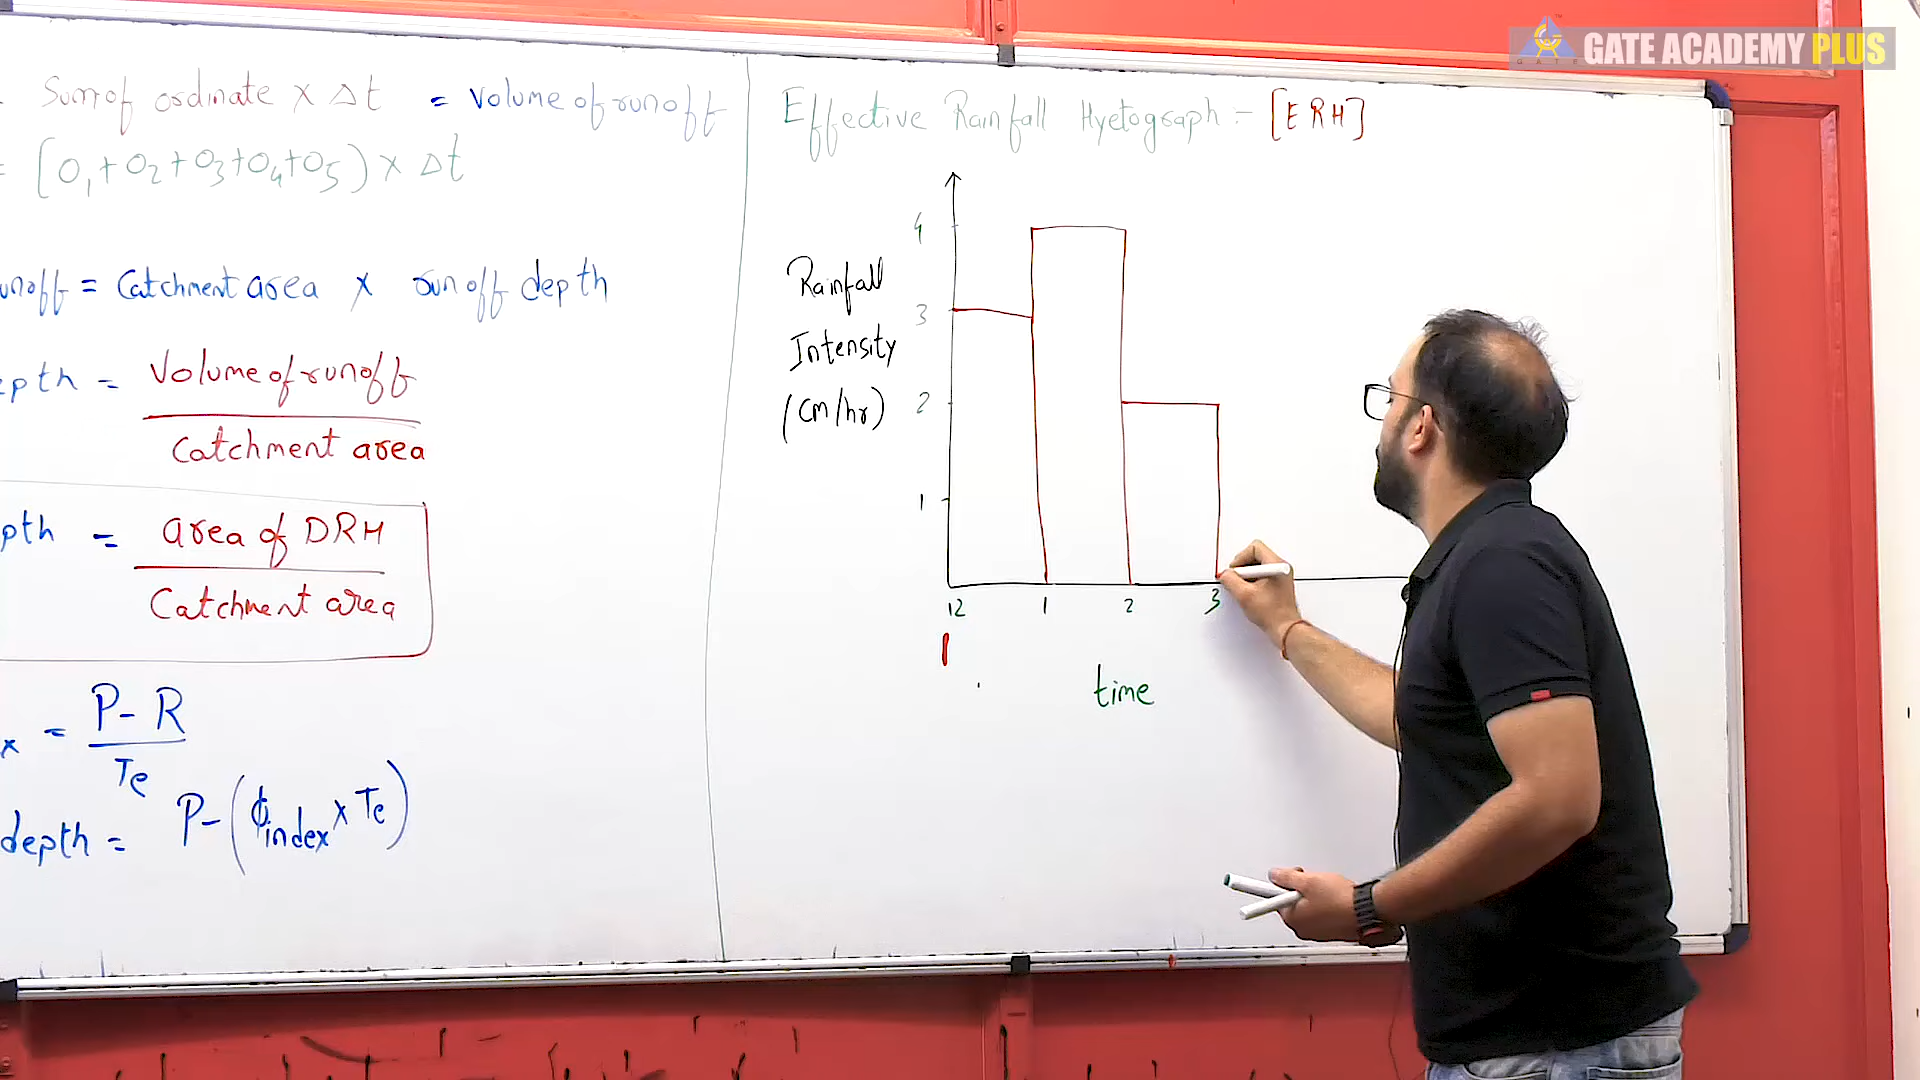 Sum of ordinate × Δt = Volume of runoff
= [O1+O2+O3+O4+O5) × Δt
unoff = Catchment area × runoff depth
epth = Volume of runoff
Catchment area
pth = area of DRH
Catchment area
x = P - R
Te
depth = P - (ϕindex × Te)
Effective Rainfall Hyetograph :- [ERH]
Rainfall
Intensity
(cm/hr)
4
3
2
1
12 1 2 3
time
GATE ACADEMY PLUS
GATE